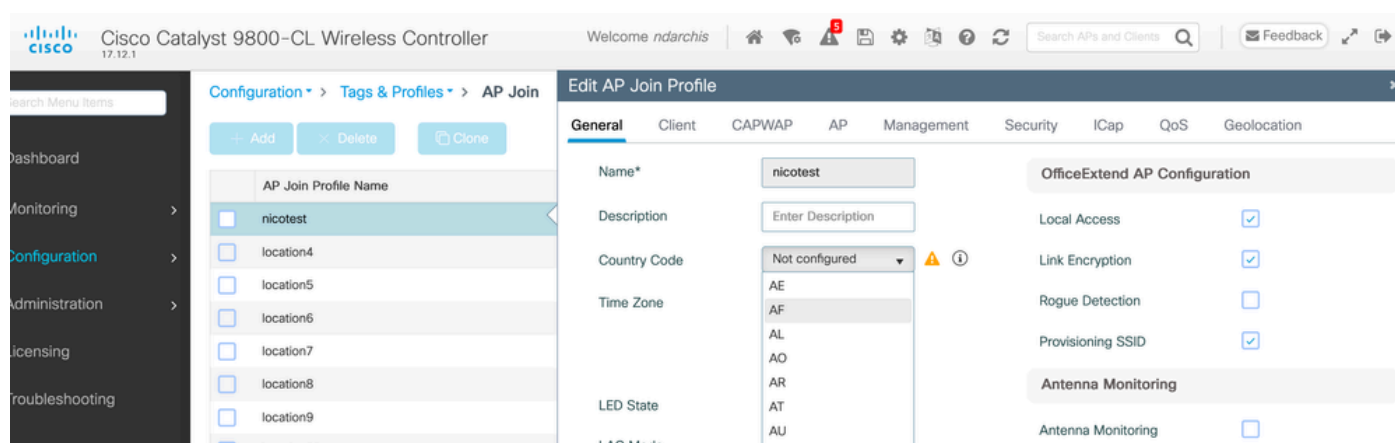 CISCO
Cisco Catalyst 9800-CL Wireless Controller
17.12.1
Welcome ndarchis
5
Search APs and Clients
Feedback
Search Menu Items
Dashboard
Monitoring
Configuration
Administration
Licensing
Troubleshooting
Configuration > Tags & Profiles > AP Join
+ Add
× Delete
Clone
AP Join Profile Name
nicotest
location4
location5
location6
location7
location8
location9
Edit AP Join Profile
General Client CAPWAP AP Management Security ICap QoS Geolocation
Name* nicotest
Description Enter Description
Country Code Not configured
AE
AF
AL
AO
AR
AT
AU
Time Zone
LED State
OfficeExtend AP Configuration
Local Access
Link Encryption
Rogue Detection
Provisioning SSID
Antenna Monitoring
Antenna Monitoring